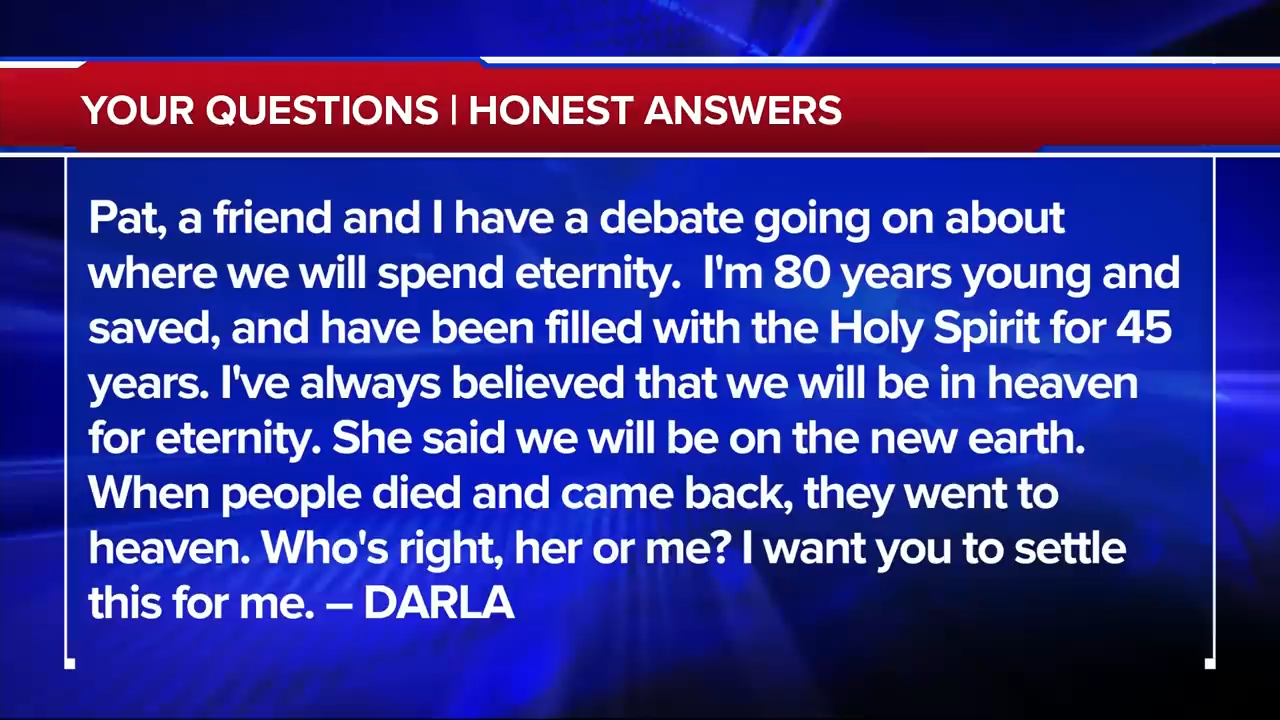 YOUR QUESTIONS | HONEST ANSWERS
Pat, a friend and I have a debate going on about
where we will spend eternity.  I'm 80 years young and
saved, and have been filled with the Holy Spirit for 45
years. I've always believed that we will be in heaven
for eternity. She said we will be on the new earth.
When people died and came back, they went to
heaven. Who's right, her or me? I want you to settle
this for me. – DARLA